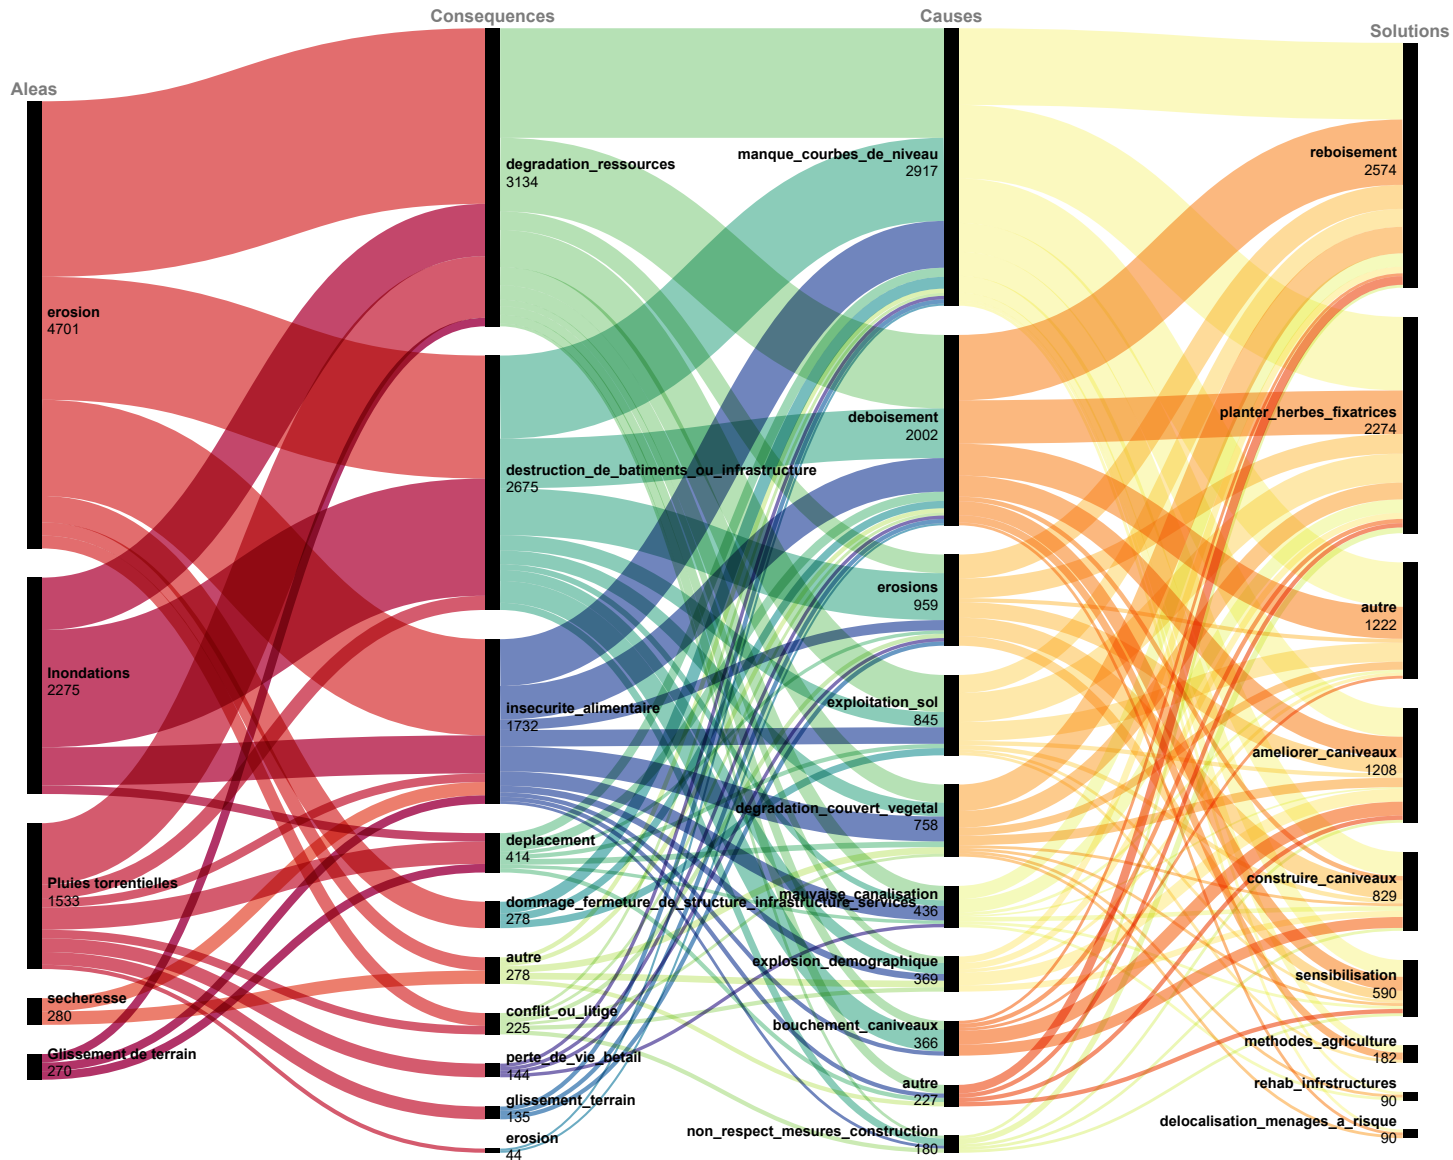 Aleas
erosion
4701
Inondations
2275
Pluies torrentielles
1533
secheresse
280
Glissement de terrain
270
Consequences
degradation_ressources
3134
destruction_de_batiments_ou_infrastructure
2675
insecurite_alimentaire
1732
deplacement
414
dommage_fermeture_de_structure_infrastructure_services
278
autre
278
conflit_ou_litige
225
perte_de_vie_betail
144
glissement_terrain
135
erosion
44
Causes
manque_courbes_de_niveau
2917
deboisement
2002
erosions
959
exploitation_sol
845
degradation_couvert_vegetal
758
mauvaise_canalisation
436
explosion_demographique
369
bouchement_caniveaux
366
autre
227
non_respect_mesures_construction
180
Solutions
reboisement
2574
planter_herbes_fixatrices
2274
autre
1222
ameliorer_caniveaux
1208
construire_caniveaux
829
sensibilisation
590
methodes_agriculture
182
rehab_infrstructures
90
delocalisation_menages_a_risque
90